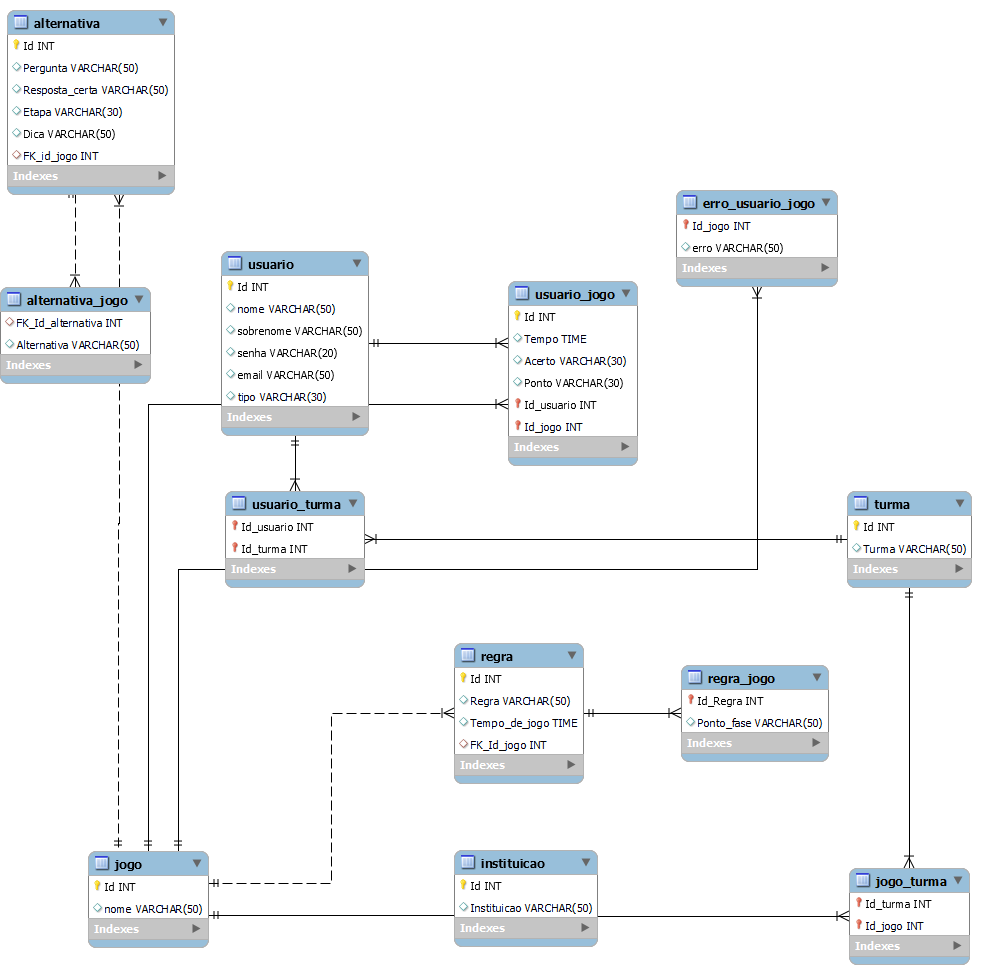 alternativa
Id INT
Pergunta VARCHAR(50)
Resposta_certa VARCHAR(50)
Etapa VARCHAR(30)
Dica VARCHAR(50)
FK_id_jogo INT
Indexes
alternativa_jogo
FK_Id_alternativa INT
Alternativa VARCHAR(50)
Indexes
usuario
Id INT
nome VARCHAR(50)
sobrenome VARCHAR(50)
senha VARCHAR(20)
email VARCHAR(50)
tipo VARCHAR(30)
Indexes
usuario_jogo
Id INT
Tempo TIME
Acerto VARCHAR(30)
Ponto VARCHAR(30)
Id_usuario INT
Id_jogo INT
Indexes
erro_usuario_jogo
Id_jogo INT
erro VARCHAR(50)
Indexes
usuario_turma
Id_usuario INT
Id_turma INT
Indexes
turma
Id INT
Turma VARCHAR(50)
Indexes
regra
Id INT
Regra VARCHAR(50)
Tempo_de_jogo TIME
FK_Id_jogo INT
Indexes
regra_jogo
Id_Regra INT
Ponto_fase VARCHAR(50)
Indexes
jogo
Id INT
nome VARCHAR(50)
Indexes
instituicao
Id INT
Instituicao VARCHAR(50)
Indexes
jogo_turma
Id_turma INT
Id_jogo INT
Indexes